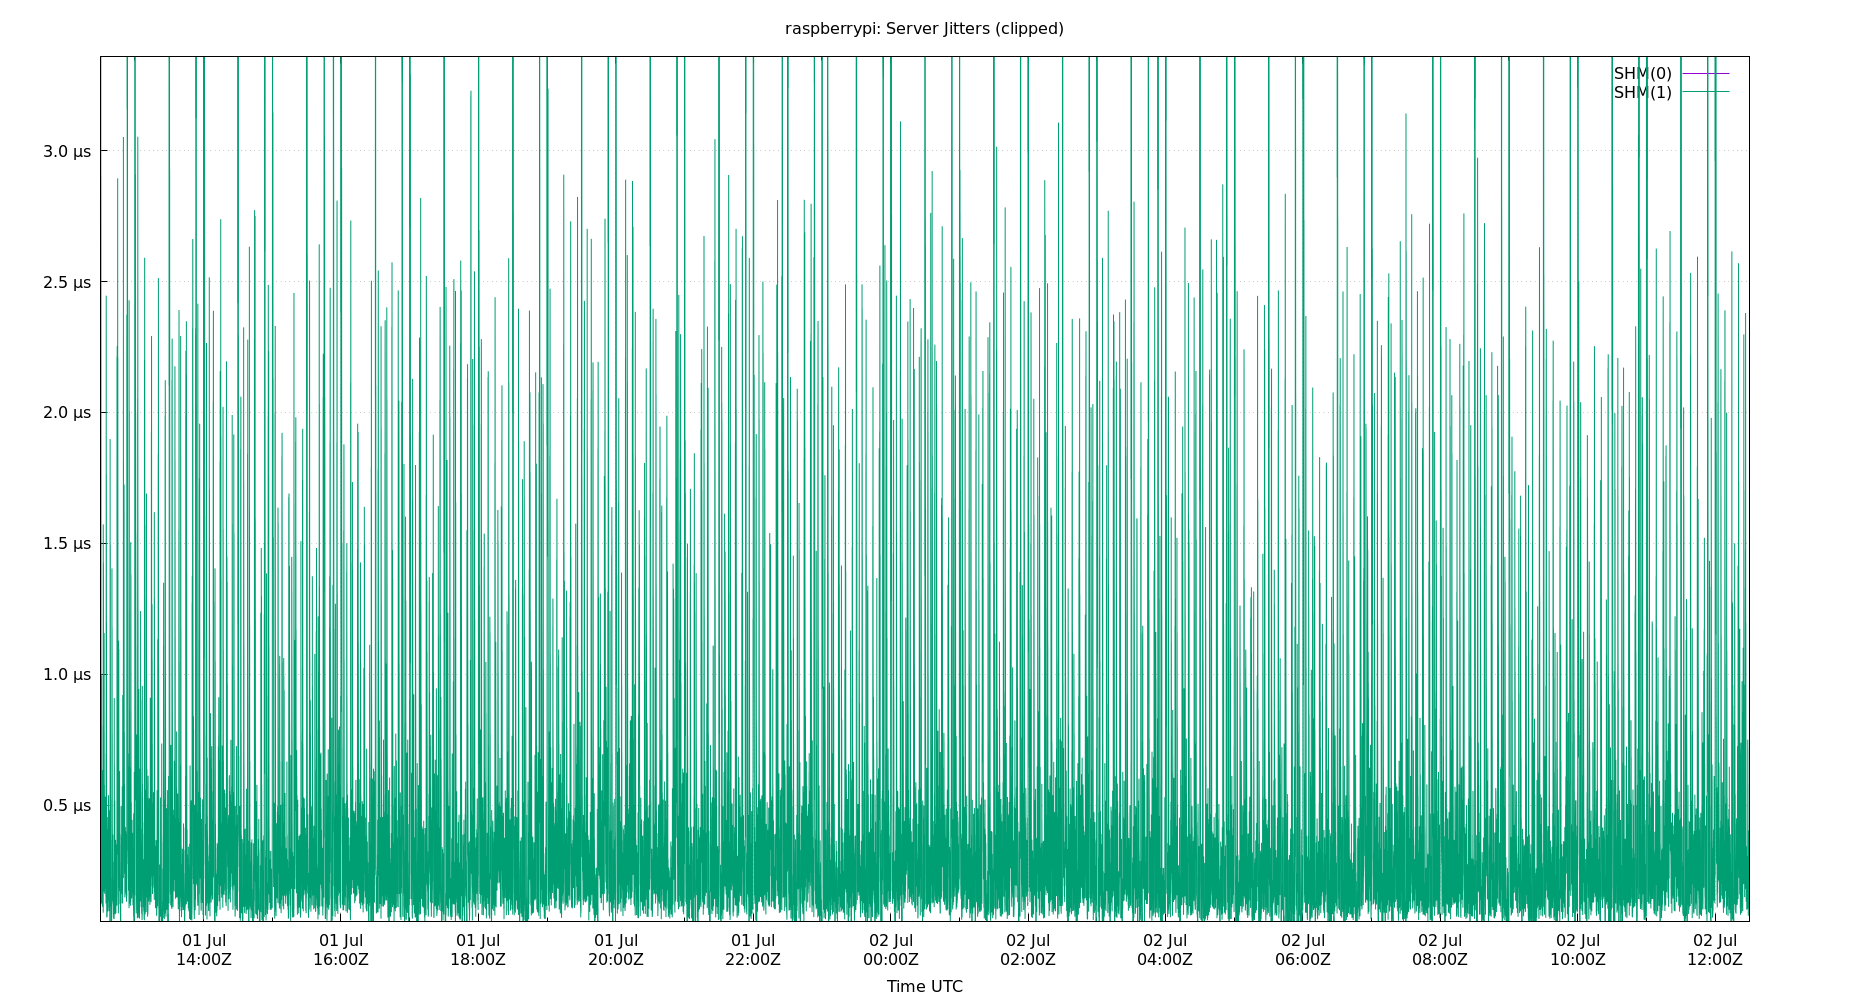 raspberrypi: Server Jitters (clipped)
SHM(0)
SHM(1)
3.0 µs
2.5 µs
2.0 µs
1.5 µs
1.0 µs
0.5 µs
01 Jul 01 Jul 01 Jul 01 Jul 01 Jul 02 Jul 02 Jul 02 Jul 02 Jul 02 Jul 02 Jul 02 Jul
14:00Z 16:00Z 18:00Z 20:00Z 22:00Z 00:00Z 02:00Z 04:00Z 06:00Z 08:00Z 10:00Z 12:00Z
Time UTC